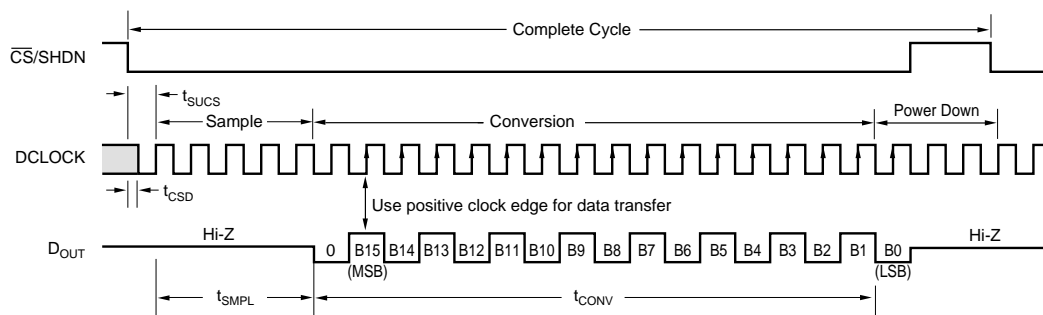 Complete Cycle
CS/SHDN
tSUCS
Sample
Conversion
Power Down
DCLOCK
tCSD
Use positive clock edge for data transfer
Hi-Z
Hi-Z
DOUT
0 B15 B14 B13 B12 B11 B10 B9 B8 B7 B6 B5 B4 B3 B2 B1 B0
(MSB)
(LSB)
tSMPL
tCONV